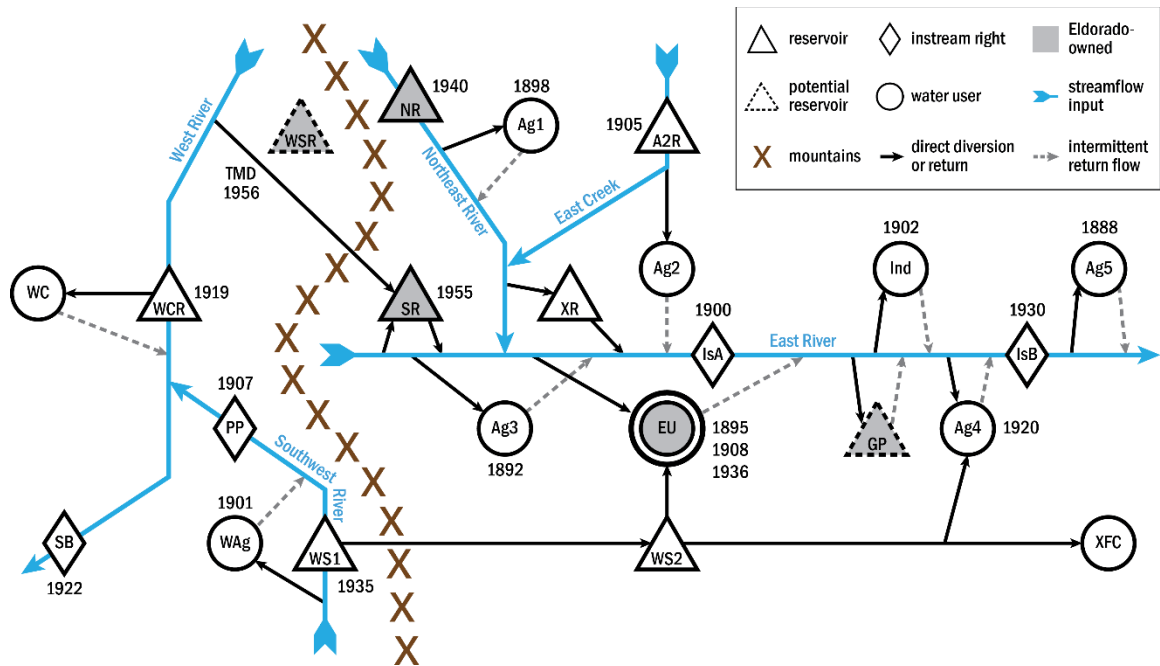 reservoir
instream right
Eldorado-
owned
potential
reservoir
water user
streamflow
input
mountains
direct diversion
or return
intermittent
return flow
West River
WSR
NR
1940
1898
Ag1
1905
A2R
TMD
1956
Northeast River
East Creek
WC
WCR
1919
SR
1955
XR
Ag2
1900
IsA
East River
1902
Ind
1930
IsB
1888
Ag5
1907
PP
Southwest
River
Ag3
1892
EU
1895
1908
1936
GP
Ag4
1920
SB
1922
1901
WAg
WS1
1935
WS2
XFC